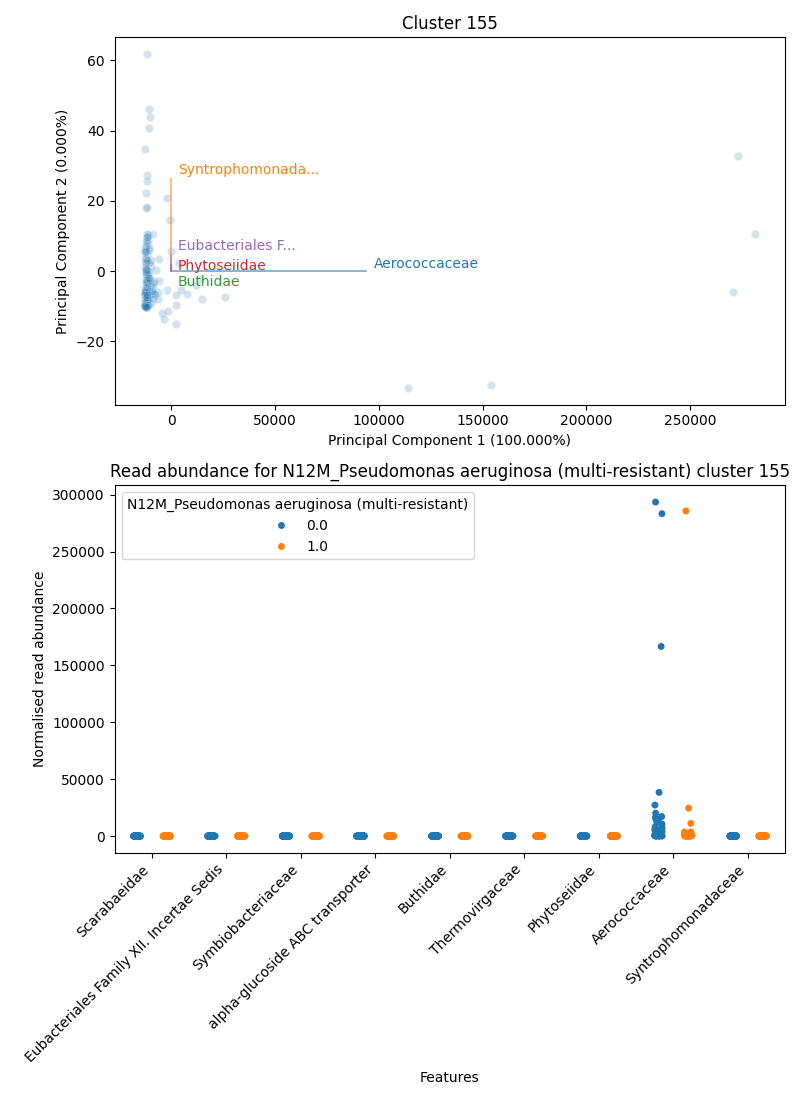 Cluster 155
60
40
20
0
−20
Principal Component 2 (0.000%)
Syntrophomonada...
Eubacteriales F...
Phytoseiidae
Aerococcaceae
Buthidae
0
50000
100000
150000
200000
250000
Principal Component 1 (100.000%)
Read abundance for N12M_Pseudomonas aeruginosa (multi-resistant) cluster 155
N12M_Pseudomonas aeruginosa (multi-resistant)
0.0
1.0
300000
250000
200000
150000
100000
50000
0
Normalised read abundance
Scarabaeidae
Eubacteriales Family XII. Incertae Sedis
Symbiobacteriaceae
alpha-glucoside ABC transporter
Buthidae
Thermovirgaceae
Phytoseiidae
Aerococcaceae
Syntrophomonadaceae
Features